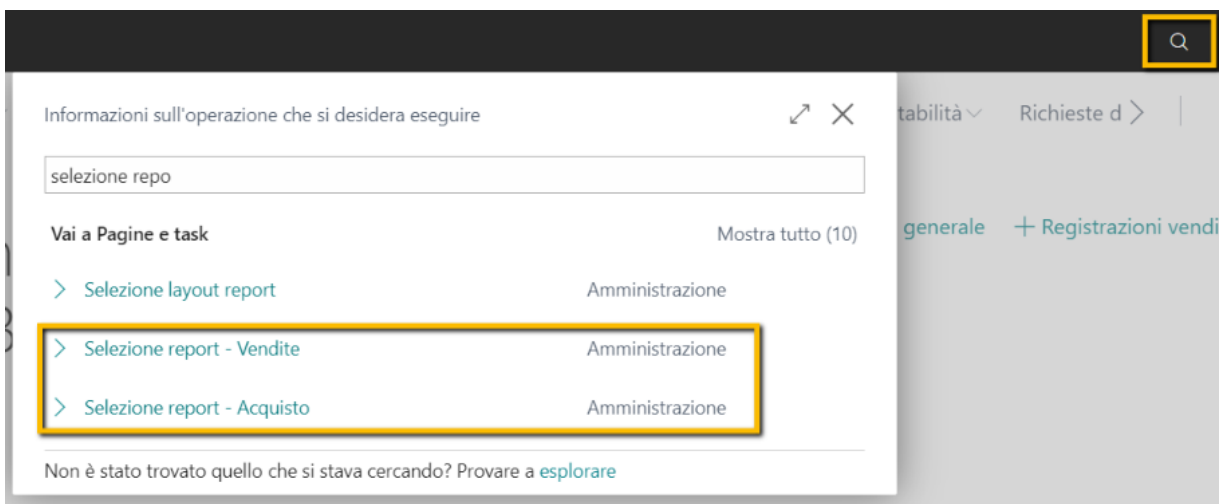 Informazioni sull'operazione che si desidera eseguire
tabilità
Richieste d
selezione repo
Vai a Pagine e task
Mostra tutto (10)
generale
+ Registrazioni vendi
Selezione layout report
Amministrazione
Selezione report - Vendite
Amministrazione
Selezione report - Acquisto
Amministrazione
Non è stato trovato quello che si stava cercando? Provare a esplorare